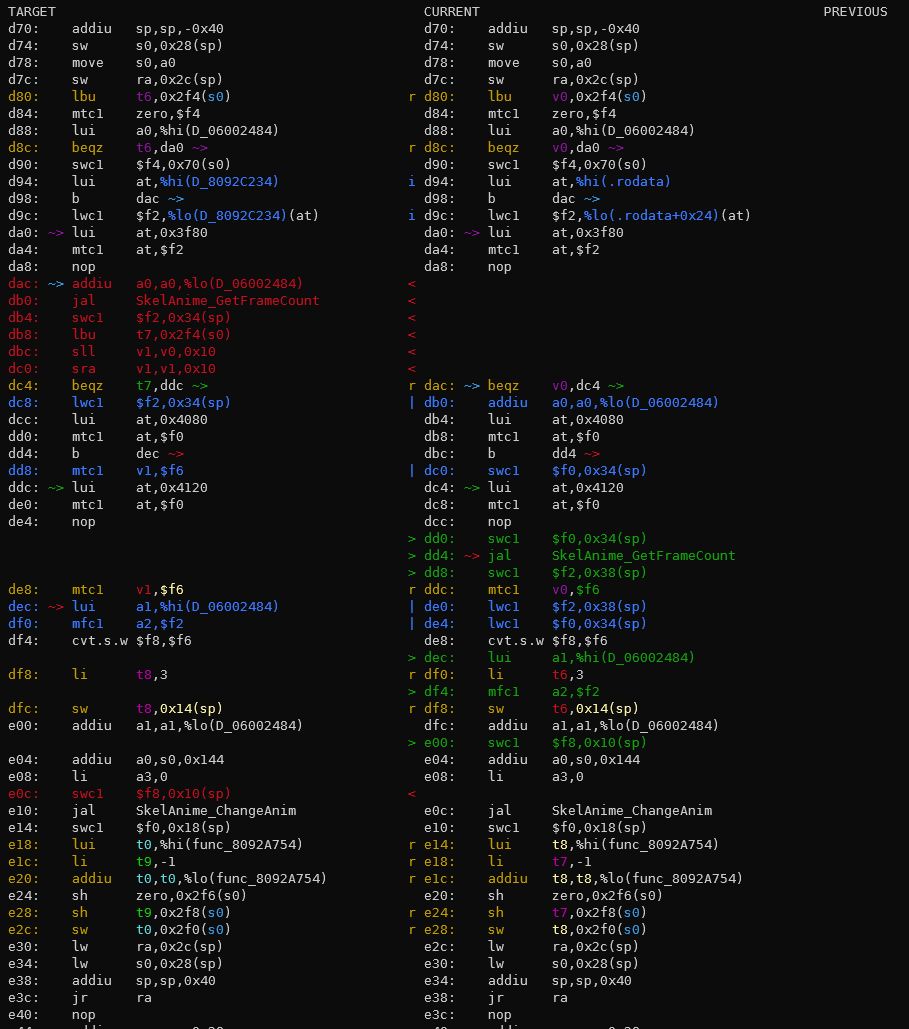 TARGET CURRENT PREVIOUS
d70: addiu sp,sp,-0x40 d70: addiu sp,sp,-0x40
d74: sw s0,0x28(sp) d74: sw s0,0x28(sp)
d78: move s0,a0 d78: move s0,a0
d7c: sw ra,0x2c(sp) d7c: sw ra,0x2c(sp)
d80: lbu t6,0x2f4(s0) r d80: lbu v0,0x2f4(s0)
d84: mtc1 zero,$f4 d84: mtc1 zero,$f4
d88: lui a0,%hi(D_06002484) d88: lui a0,%hi(D_06002484)
d8c: beqz t6,da0 ~> r d8c: beqz v0,da0 ~>
d90: swc1 $f4,0x70(s0) d90: swc1 $f4,0x70(s0)
d94: lui at,%hi(D_8092C234) i d94: lui at,%hi(.rodata)
d98: b dac ~> d98: b dac ~>
d9c: lwc1 $f2,%lo(D_8092C234)(at) i d9c: lwc1 $f2,%lo(.rodata+0x24)(at)
da0: ~> lui at,0x3f80 da0: ~> lui at,0x3f80
da4: mtc1 at,$f2 da4: mtc1 at,$f2
da8: nop da8: nop
dac: ~> addiu a0,a0,%lo(D_06002484) <
db0: jal SkelAnime_GetFrameCount <
db4: swc1 $f2,0x34(sp) <
db8: lbu t7,0x2f4(s0) <
dbc: sll v1,v0,0x10 <
dc0: sra v1,v1,0x10 <
dc4: beqz t7,ddc ~> r dac: ~> beqz v0,dc4 ~>
dc8: lwc1 $f2,0x34(sp) | db0: addiu a0,a0,%lo(D_06002484)
dcc: lui at,0x4080 db4: lui at,0x4080
dd0: mtc1 at,$f0 db8: mtc1 at,$f0
dd4: b dec ~> dbc: b dd4 ~>
dd8: mtc1 v1,$f6 | dc0: swc1 $f0,0x34(sp)
ddc: ~> lui at,0x4120 dc4: ~> lui at,0x4120
de0: mtc1 at,$f0 dc8: mtc1 at,$f0
de4: nop dcc: nop
> dd0: swc1 $f0,0x34(sp)
> dd4: ~> jal SkelAnime_GetFrameCount
> dd8: swc1 $f2,0x38(sp)
de8: mtc1 v1,$f6 r ddc: mtc1 v0,$f6
dec: ~> lui a1,%hi(D_06002484) | de0: lwc1 $f2,0x38(sp)
df0: mfc1 a2,$f2 | de4: lwc1 $f0,0x34(sp)
df4: cvt.s.w $f8,$f6 de8: cvt.s.w $f8,$f6
> dec: lui a1,%hi(D_06002484)
df8: li t8,3 r df0: li t6,3
> df4: mfc1 a2,$f2
dfc: sw t8,0x14(sp) r df8: sw t6,0x14(sp)
e00: addiu a1,a1,%lo(D_06002484) dfc: addiu a1,a1,%lo(D_06002484)
> e00: swc1 $f8,0x10(sp)
e04: addiu a0,s0,0x144 e04: addiu a0,s0,0x144
e08: li a3,0 e08: li a3,0
e0c: swc1 $f8,0x10(sp) <
e10: jal SkelAnime_ChangeAnim e0c: jal SkelAnime_ChangeAnim
e14: swc1 $f0,0x18(sp) e10: swc1 $f0,0x18(sp)
e18: lui t0,%hi(func_8092A754) r e14: lui t8,%hi(func_8092A754)
e1c: li t9,-1 r e18: li t7,-1
e20: addiu t0,t0,%lo(func_8092A754) r e1c: addiu t8,t8,%lo(func_8092A754)
e24: sh zero,0x2f6(s0) e20: sh zero,0x2f6(s0)
e28: sh t9,0x2f8(s0) r e24: sh t7,0x2f8(s0)
e2c: sw t0,0x2f0(s0) r e28: sw t8,0x2f0(s0)
e30: lw ra,0x2c(sp) e2c: lw ra,0x2c(sp)
e34: lw s0,0x28(sp) e30: lw s0,0x28(sp)
e38: addiu sp,sp,0x40 e34: addiu sp,sp,0x40
e3c: jr ra e38: jr ra
e40: nop e3c: nop